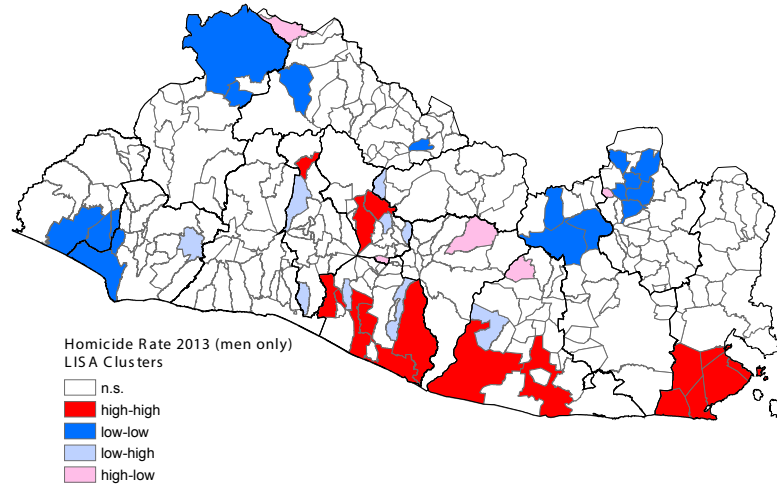 Homicide Rate 2013 (men only)
LISA Clusters
n.s.
high-high
low-low
low-high
high-low